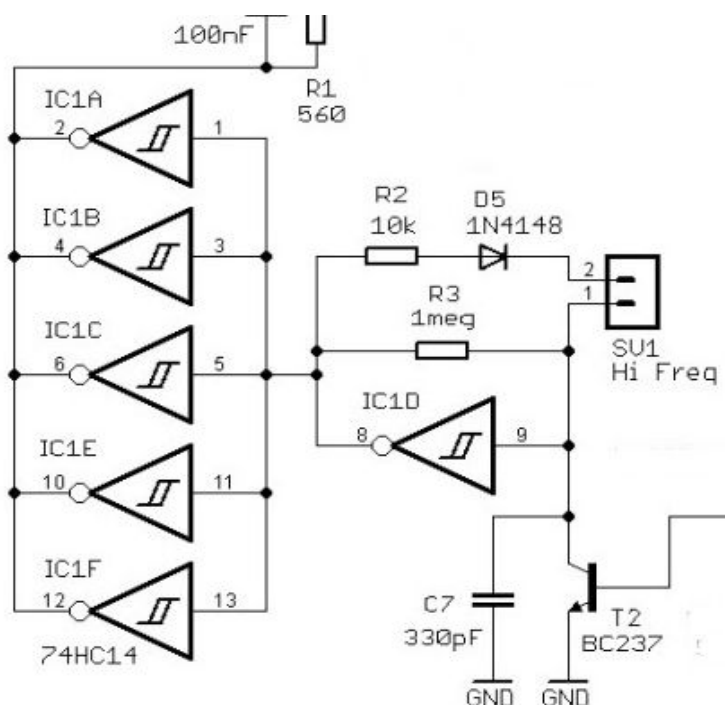 100nF
R1
560
IC1A
2
1
IC1B
4
3
IC1C
6
5
IC1E
10
11
IC1F
12
13
74HC14
R2
10k
D5
1N4148
R3
1meg
2
1
SV1
Hi Freq
IC1D
8
9
C7
330pF
T2
BC237
GND
GND